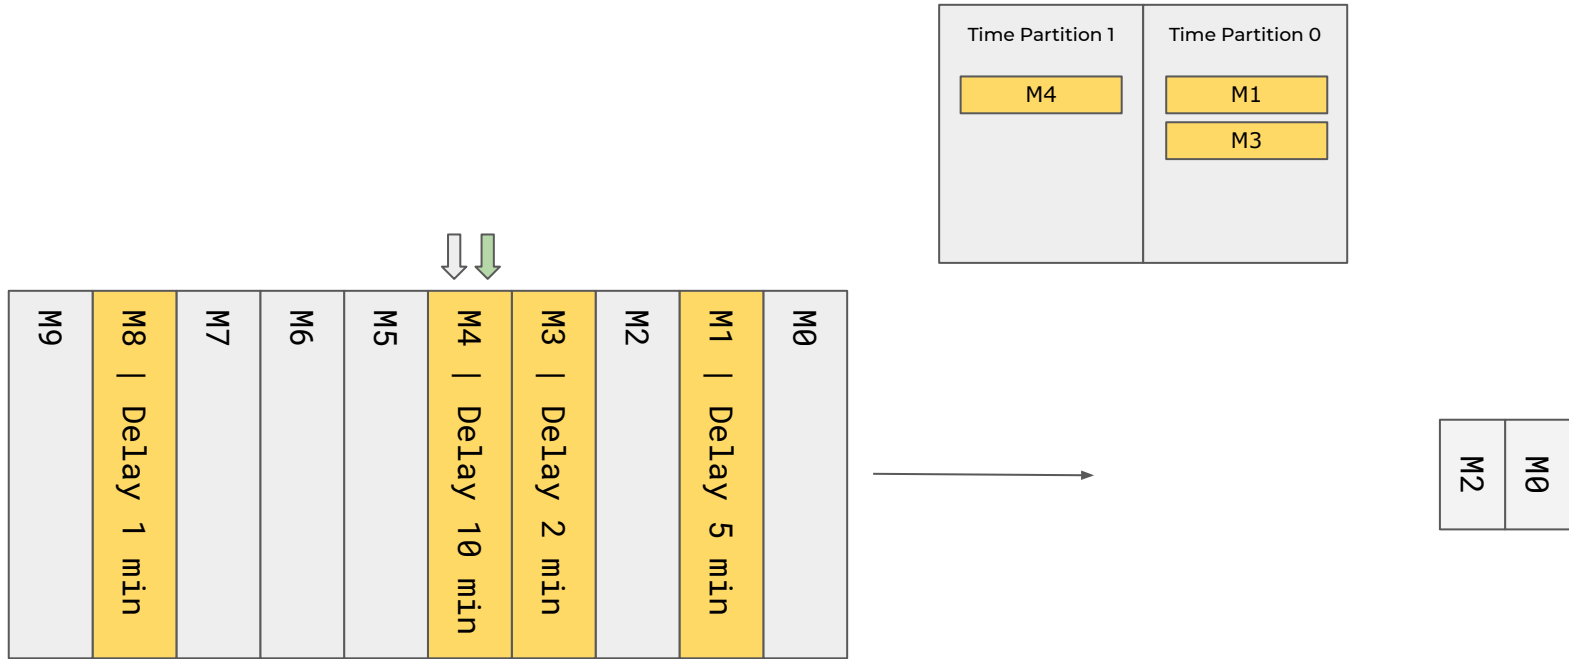 Time Partition 1
Time Partition 0
M4
M1
M3
M9
M8 | Delay 1 min
M7
M6
M5
M4 | Delay 10 min
M3 | Delay 2 min
M2
M1 | Delay 5 min
M0
M2
M0